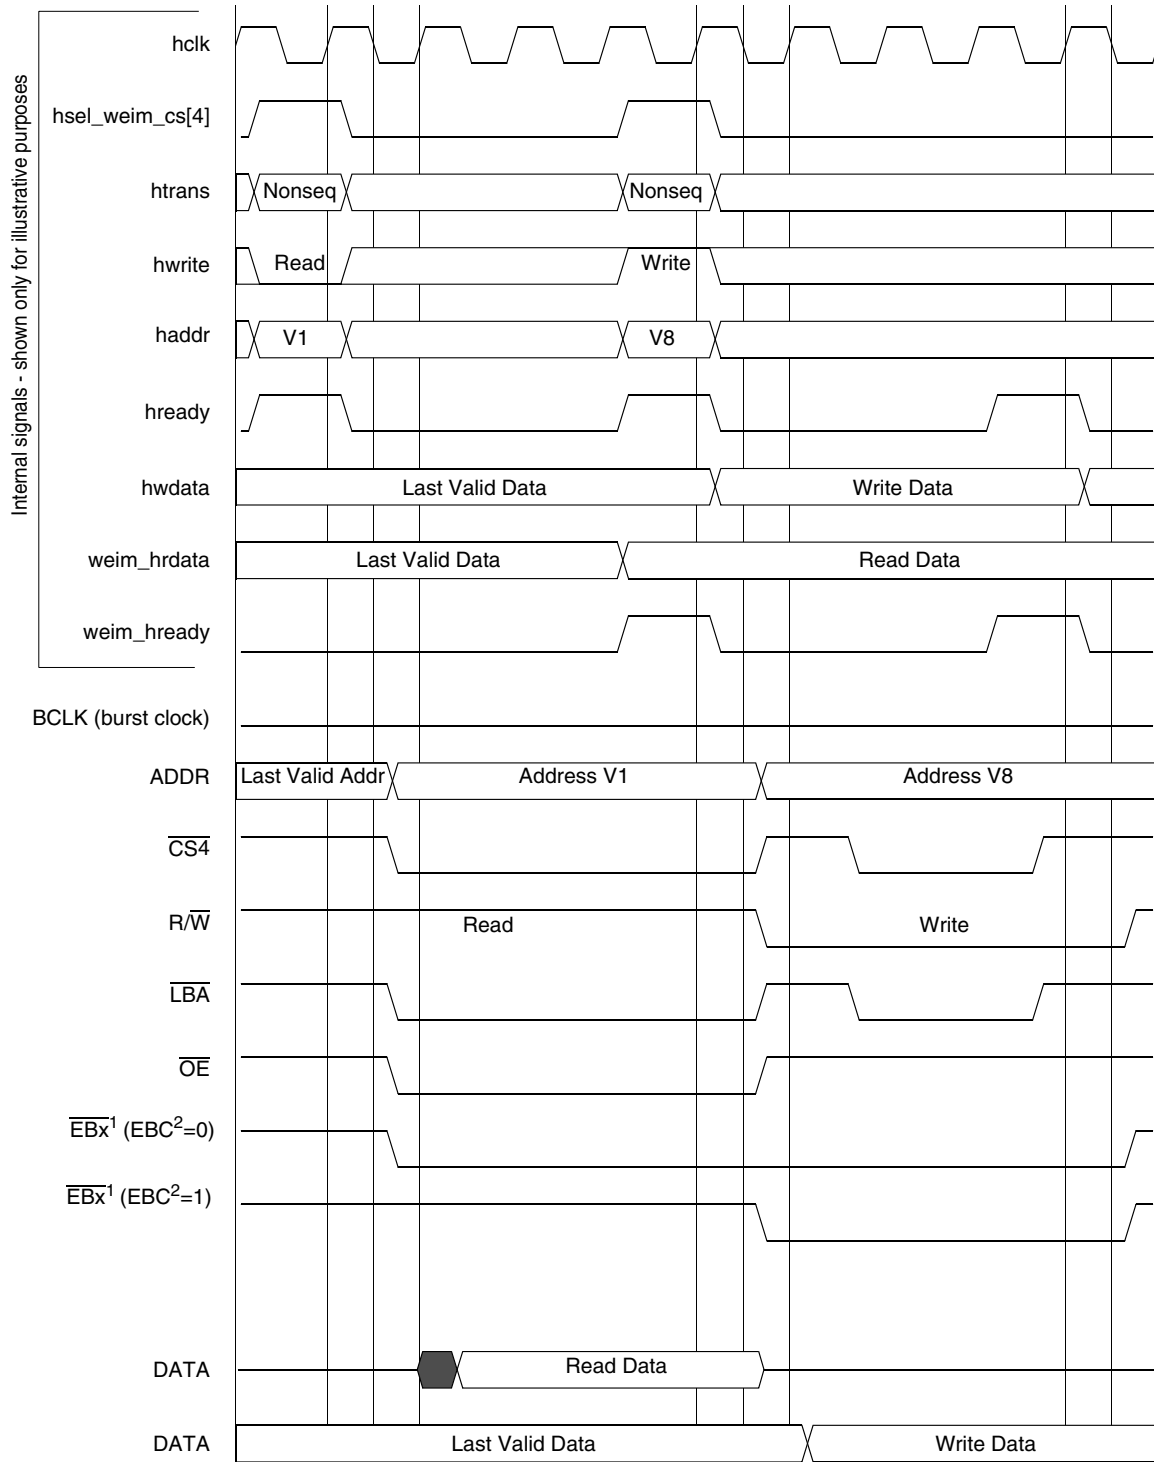 Internal signals - shown only for illustrative purposes
hclk
hsel_weim_cs[4]
htrans Nonseq Nonseq
hwrite Read Write
haddr V1 V8
hready
hwdata Last Valid Data Write Data
weim_hrdata Last Valid Data Read Data
weim_hready
BCLK (burst clock)
ADDR Last Valid Addr Address V1 Address V8
CS4
R/W Read Write
LBA
OE
EBx¹ (EBC²=0)
EBx¹ (EBC²=1)
DATA Read Data
DATA Last Valid Data Write Data